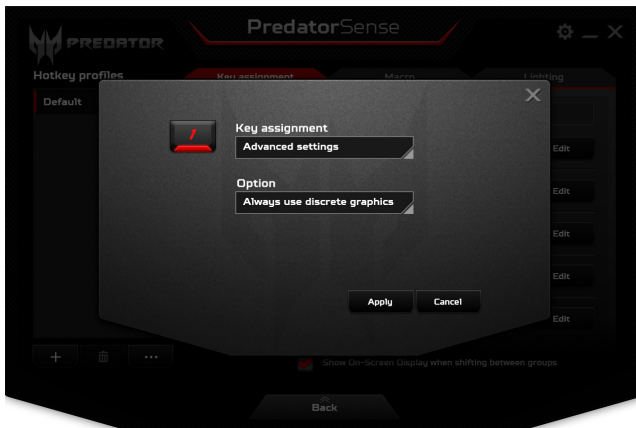 PREDATOR
PredatorSense
Hotkey profiles
Key assignment
Macro
Lighting
Default
1
Key assignment
Advanced settings
Edit
Edit
Option
Always use discrete graphics
Edit
Edit
Apply
Cancel
Edit
Show On-Screen Display when shifting between groups
Back